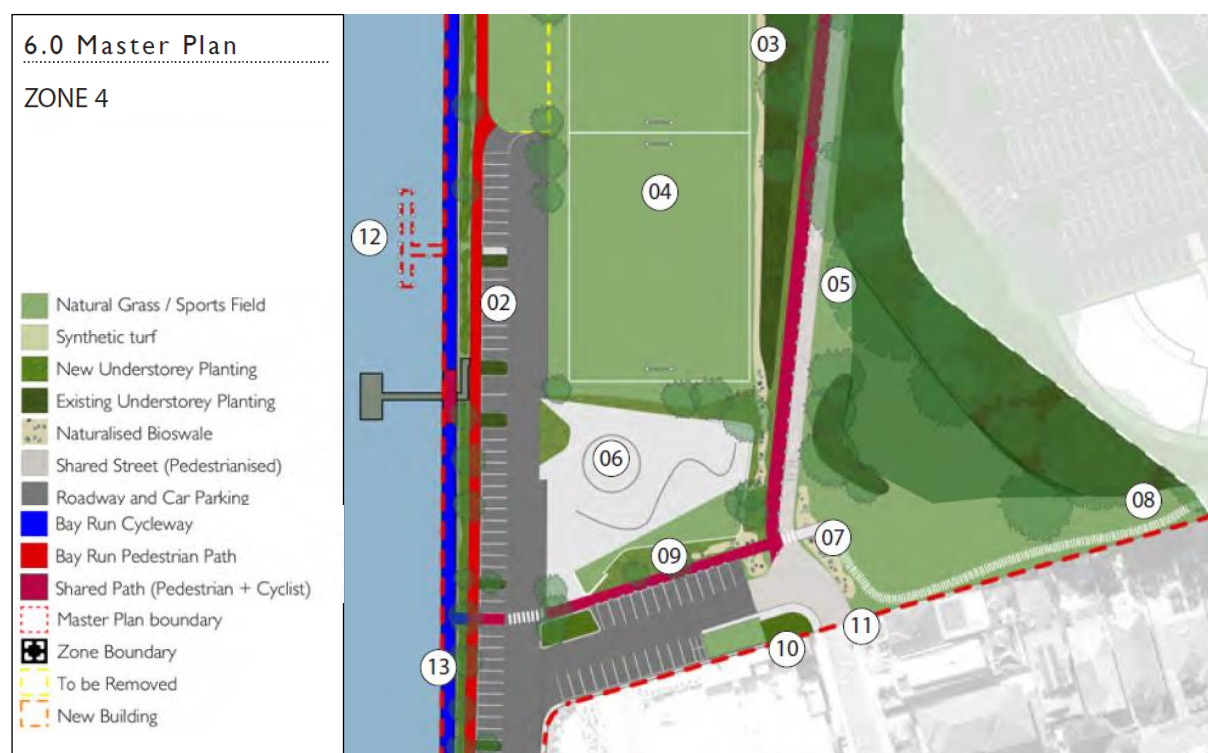 6.0 Master Plan
ZONE 4
Natural Grass / Sports Field
Synthetic turf
New Understorey Planting
Existing Understorey Planting
Naturalised Bioswale
Shared Street (Pedestrianised)
Roadway and Car Parking
Bay Run Cycleway
Bay Run Pedestrian Path
Shared Path (Pedestrian + Cyclist)
Master Plan boundary
Zone Boundary
To be Removed
New Building
03
04
12
05
02
06
08
07
09
11
10
13